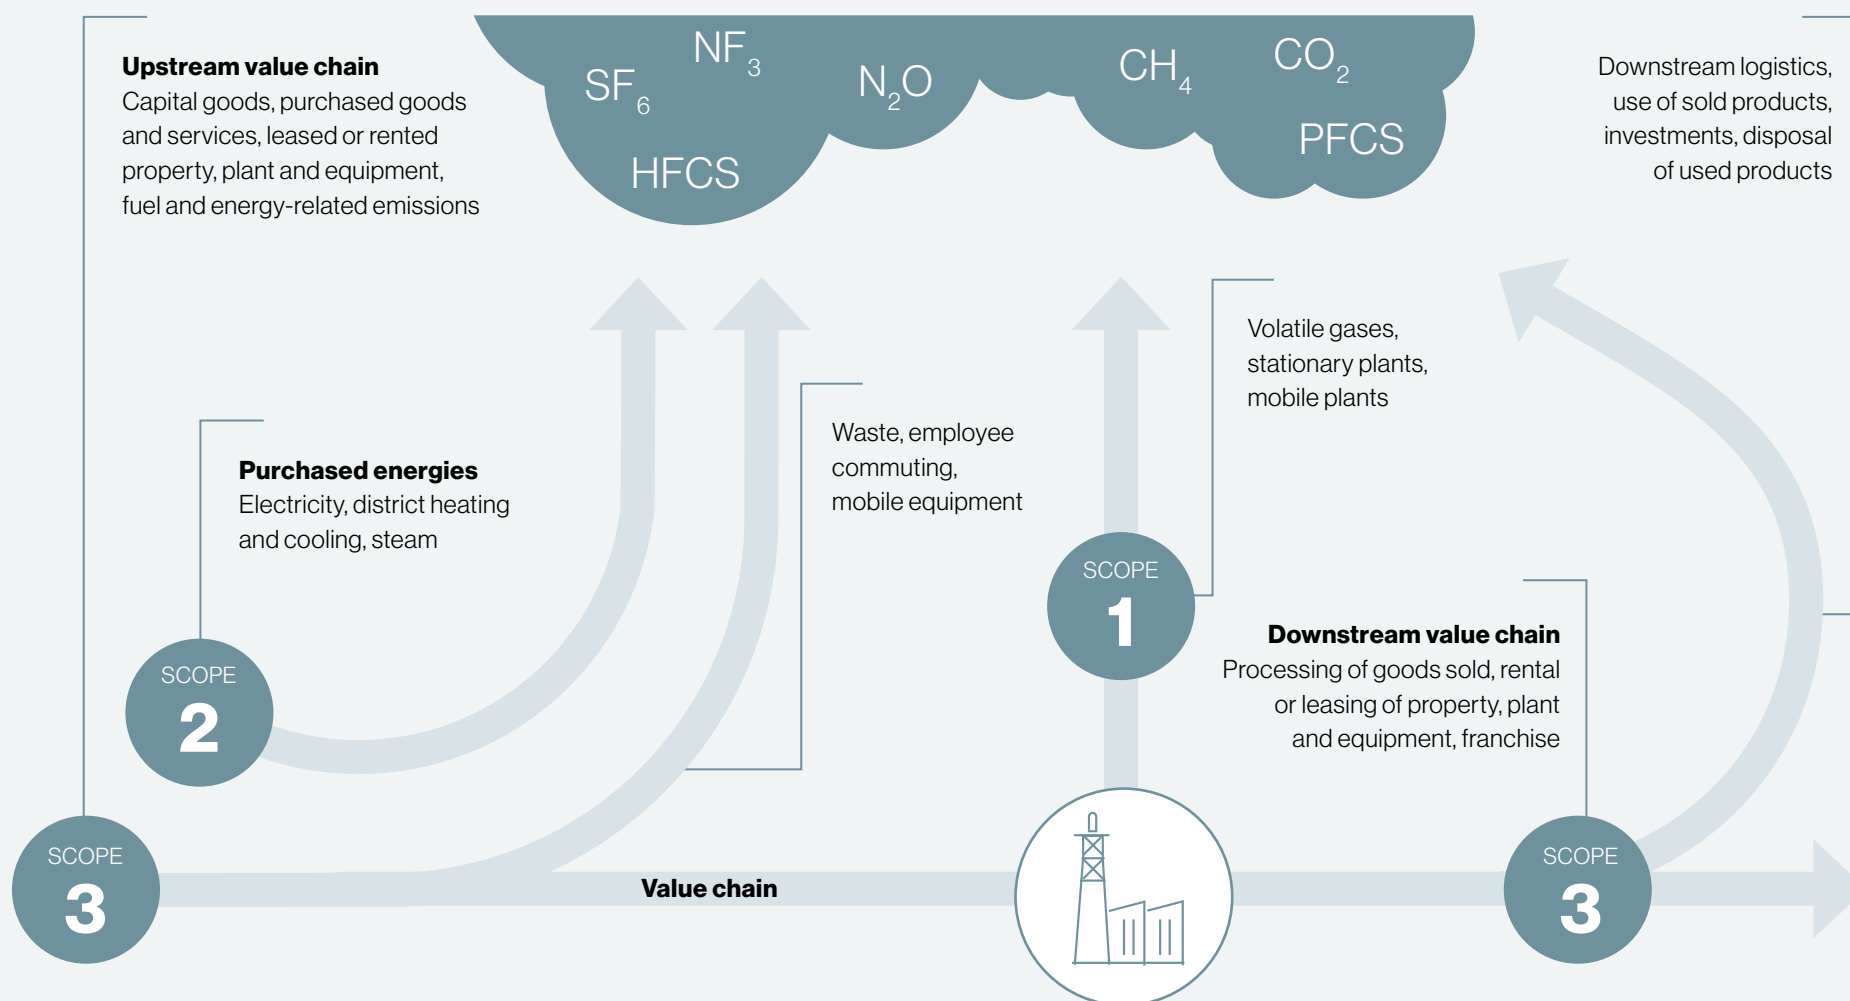 Upstream value chain
Capital goods, purchased goods
and services, leased or rented
property, plant and equipment,
fuel and energy-related emissions
SF6
NF3
N2O
HFCS
CH4
CO2
PFCS
Downstream logistics,
use of sold products,
investments, disposal
of used products
Volatile gases,
stationary plants,
mobile plants
Waste, employee
commuting,
mobile equipment
Purchased energies
Electricity, district heating
and cooling, steam
SCOPE
1
Downstream value chain
Processing of goods sold, rental
or leasing of property, plant
and equipment, franchise
SCOPE
2
SCOPE
3
Value chain
SCOPE
3